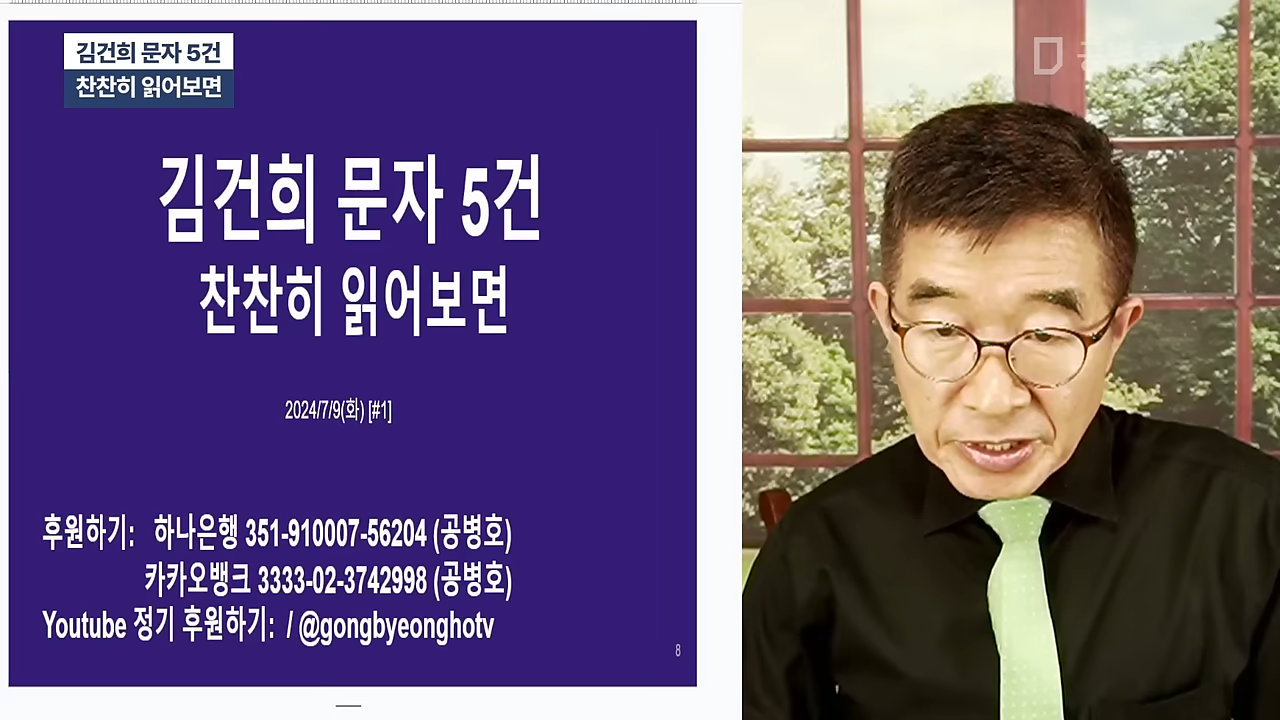 김건희 문자 5건
찬찬히 읽어보면
김건희 문자 5건
찬찬히 읽어보면
2024/7/9(화) [#1]
후원하기: 하나은행 351-910007-56204 (공병호)
카카오뱅크 3333-02-3742998 (공병호)
Youtube 정기 후원하기: / @gongbyeonghotv
8